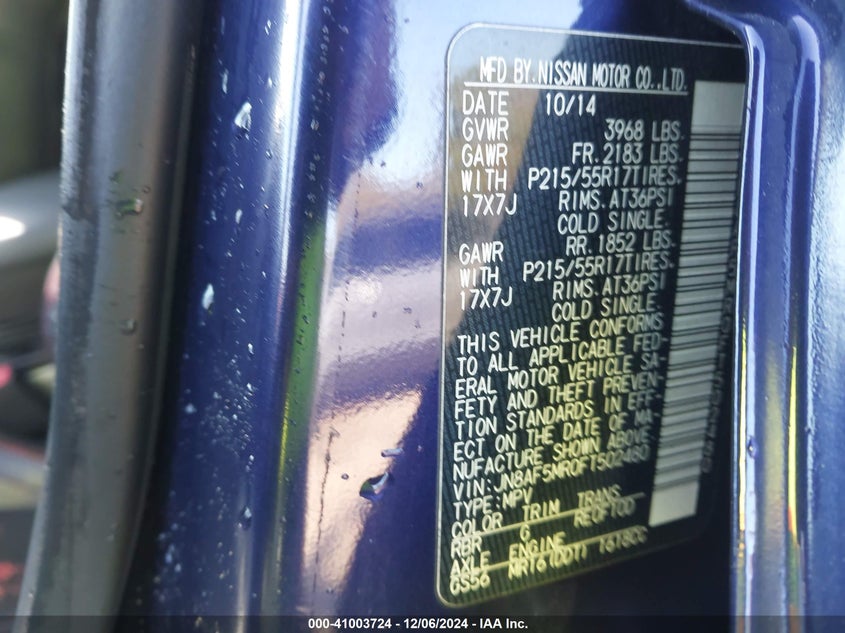 MFD BY.NISSAN MOTOR CO.,LTD.
DATE 10/14
GVWR 3968 LBS.
GAWR FR.2183 LBS.
WITH P215/55R17TIRES.
17X7J RIMS.AT36PSI
COLD SINGLE.
GAWR RR.1852 LBS.
WITH P215/55R17TIRES.
17X7J RIMS.AT36PSI
COLD SINGLE.
THIS VEHICLE CONFORMS
TO ALL APPLICABLE FED-
ERAL MOTOR VEHICLE SA-
FETY AND THEFT PREVEN-
TION STANDARDS IN EFF-
ECT ON THE DATE OF MA-
NUFACTURE SHOWN ABOVE.
VIN: JN8AF5MR0FT502480
TYPE:MPV
COLOR TRIM TRANS
RBR G RE0F10D
AXLE ENGINE
GS56 MR16(DDT) 1618CC
000-41003724 - 12/06/2024 - IAA Inc.